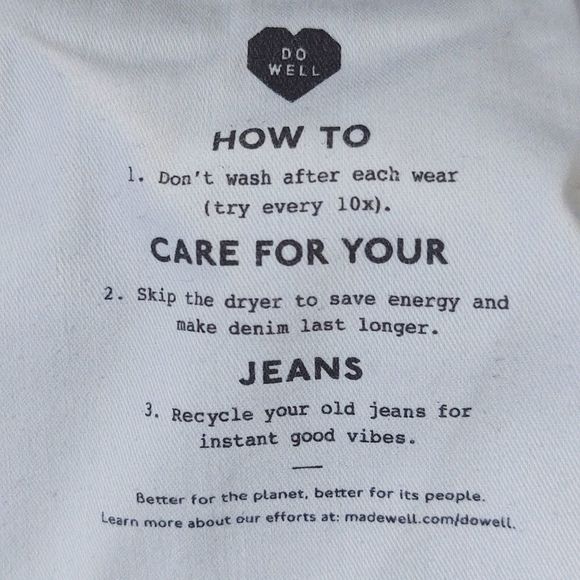 DO
WELL
HOW TO
1. Don't wash after each wear
(try every 10x).
CARE FOR YOUR
2. Skip the dryer to save energy and
make denim last longer.
JEANS
3. Recycle your old jeans for
instant good vibes.
Better for the planet, better for its people.
Learn more about our efforts at: madewell.com/dowell.